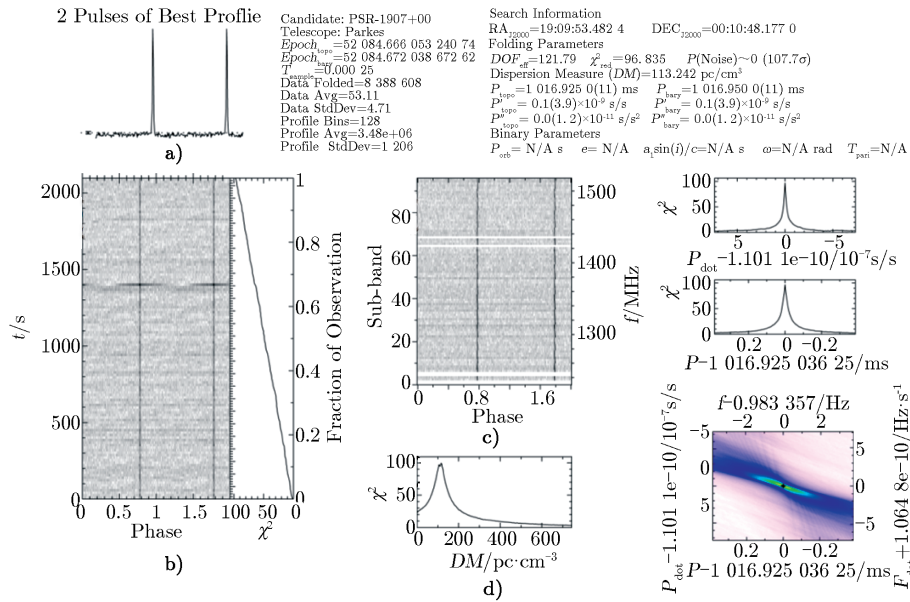 2 Pulses of Best Proflie
a)
Candidate: PSR-1907+00
Telescope: Parkes
Epoch_topo=52 084.666 053 240 74
Epoch_bary=52 084.672 038 672 62
T_sample=0.000 25
Data Folded=8 388 608
Data Avg=53.11
Data StdDev=4.71
Profile Bins=128
Profile Avg=3.48e+06
Profile StdDev=1 206
Search Information
RA_J2000=19:09:53.482 4 DEC_J2000=00:10:48.177 0
Folding Parameters
DOF_eff=121.79 χ²_red=96.835 P(Noise)~0 (107.7σ)
Dispersion Measure (DM)=113.242 pc/cm³
P_topo=1 016.925 0(11) ms P_bary=1 016.950 0(11) ms
P'_topo= 0.1(3.9)×10⁻⁹ s/s P'_bary= 0.1(3.9)×10⁻⁹ s/s
P''_topo= 0.0(1.2)×10⁻¹¹ s/s² P''_bary= 0.0(1.2)×10⁻¹¹ s/s²
Binary Parameters
P_orb= N/A s e= N/A a₁sin(i)/c=N/A s ω=N/A rad T_pari=N/A
2000
1500
1000
500
0
t/s
0 0.5 1 1.5 2
Phase
100 50 0
χ²
1
0.8
0.6
0.4
0.2
0
Fraction of Observation
b)
80
60
40
20
0
Sub-band
1500
1400
1300
f/MHz
0 0.8 1.6
Phase
c)
100
50
0
χ²
0 200 400 600
DM/pc·cm⁻³
d)
100
50
0
χ²
5 0 −5
P_dot−1.101 1e−10/10⁻⁷s/s
100
50
0
χ²
0.2 0 -0.2
P−1 016.925 036 25/ms
f−0.983 357/Hz
−2 0 2
−5
0
5
P_dot−1.101 1e−10/10⁻⁷s/s
5
0
−5
F_dot+1.064 8e−10/Hz·s⁻¹
0.2 0 -0.2
P−1 016.925 036 25/ms